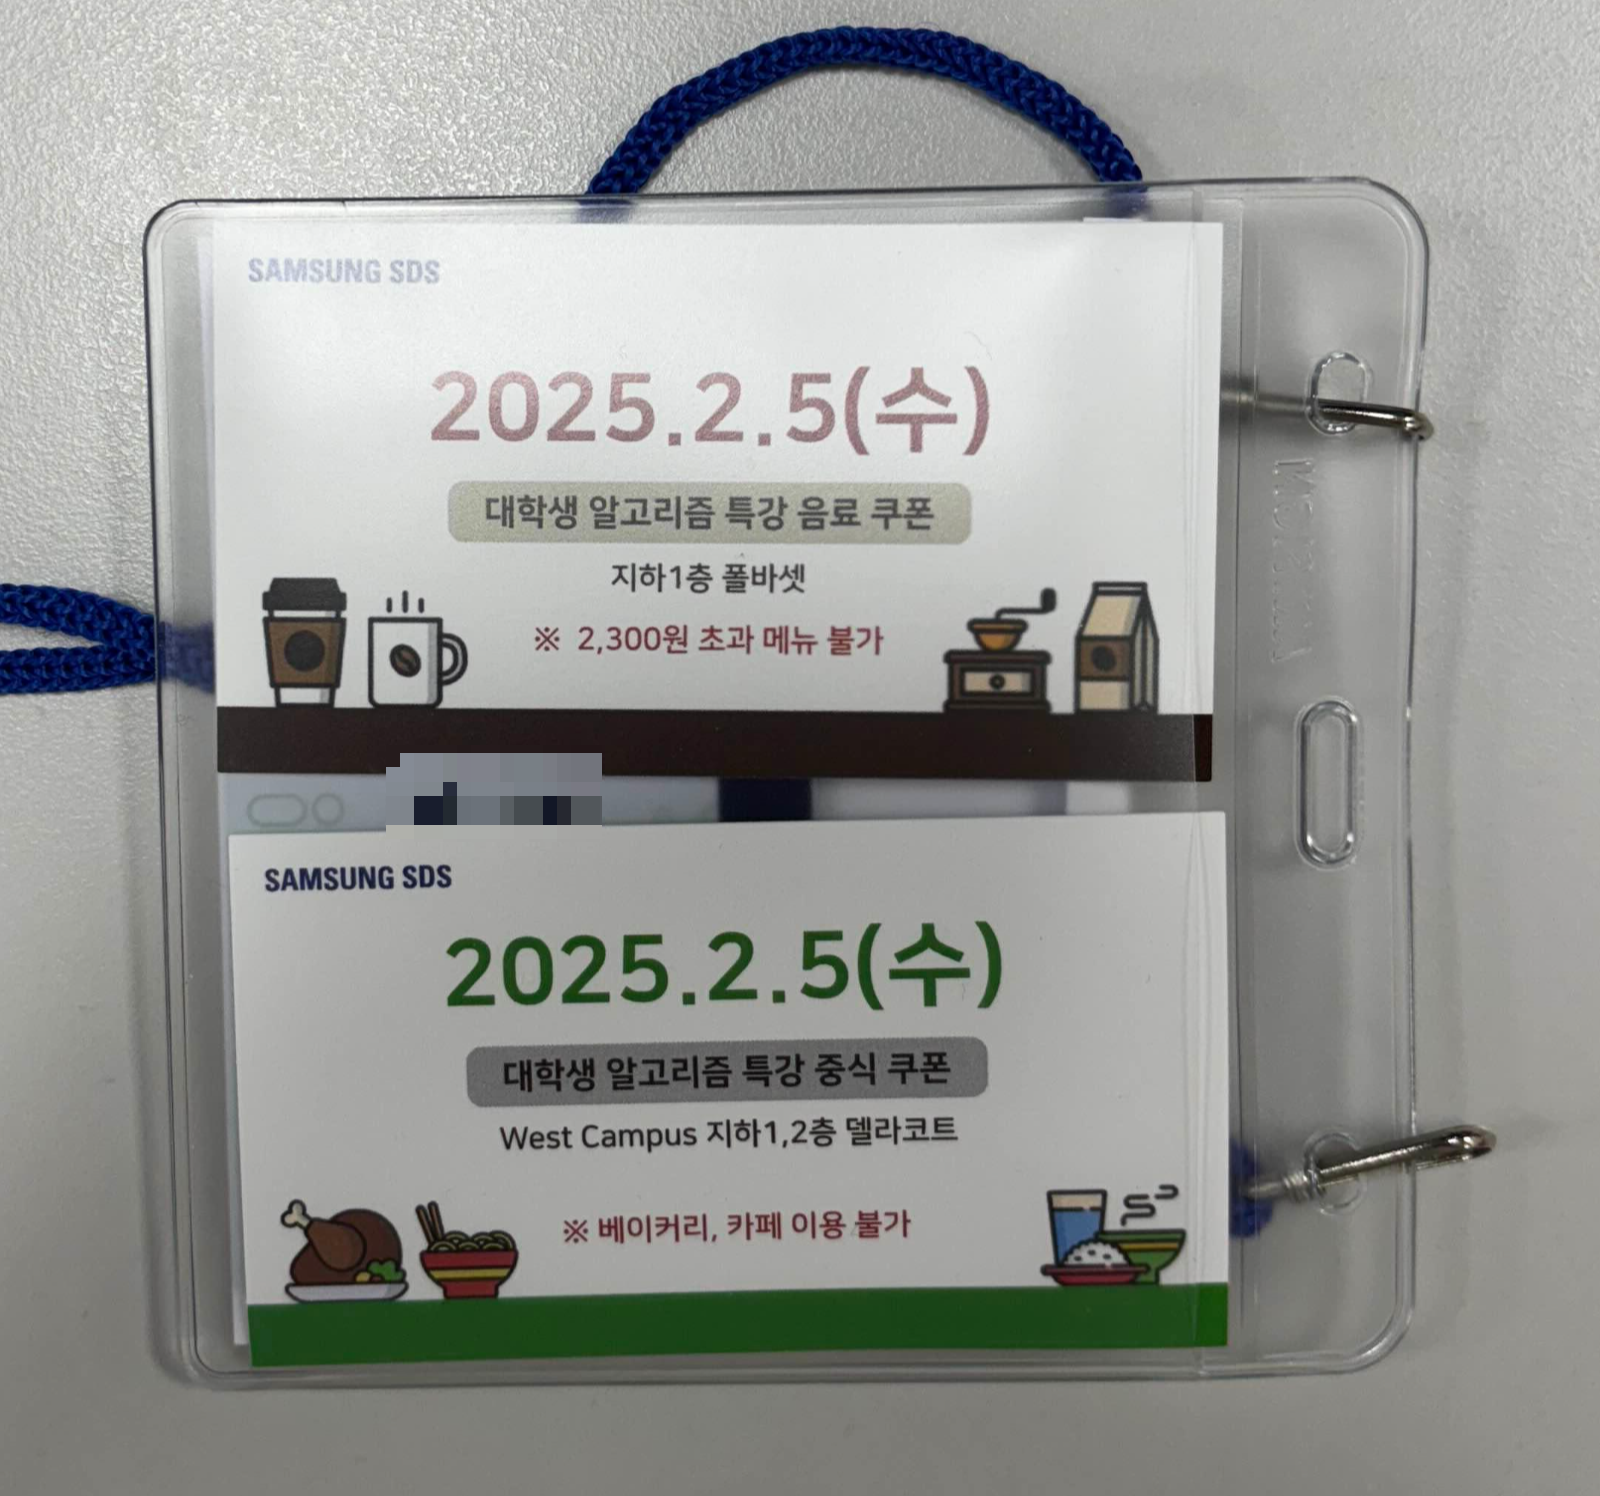 SAMSUNG SDS
2025.2.5(수)
대학생 알고리즘 특강 음료 쿠폰
지하1층 폴바셋
※ 2,300원 초과 메뉴 불가
SAMSUNG SDS
2025.2.5(수)
대학생 알고리즘 특강 중식 쿠폰
West Campus 지하1,2층 델라코트
※ 베이커리, 카페 이용 불가